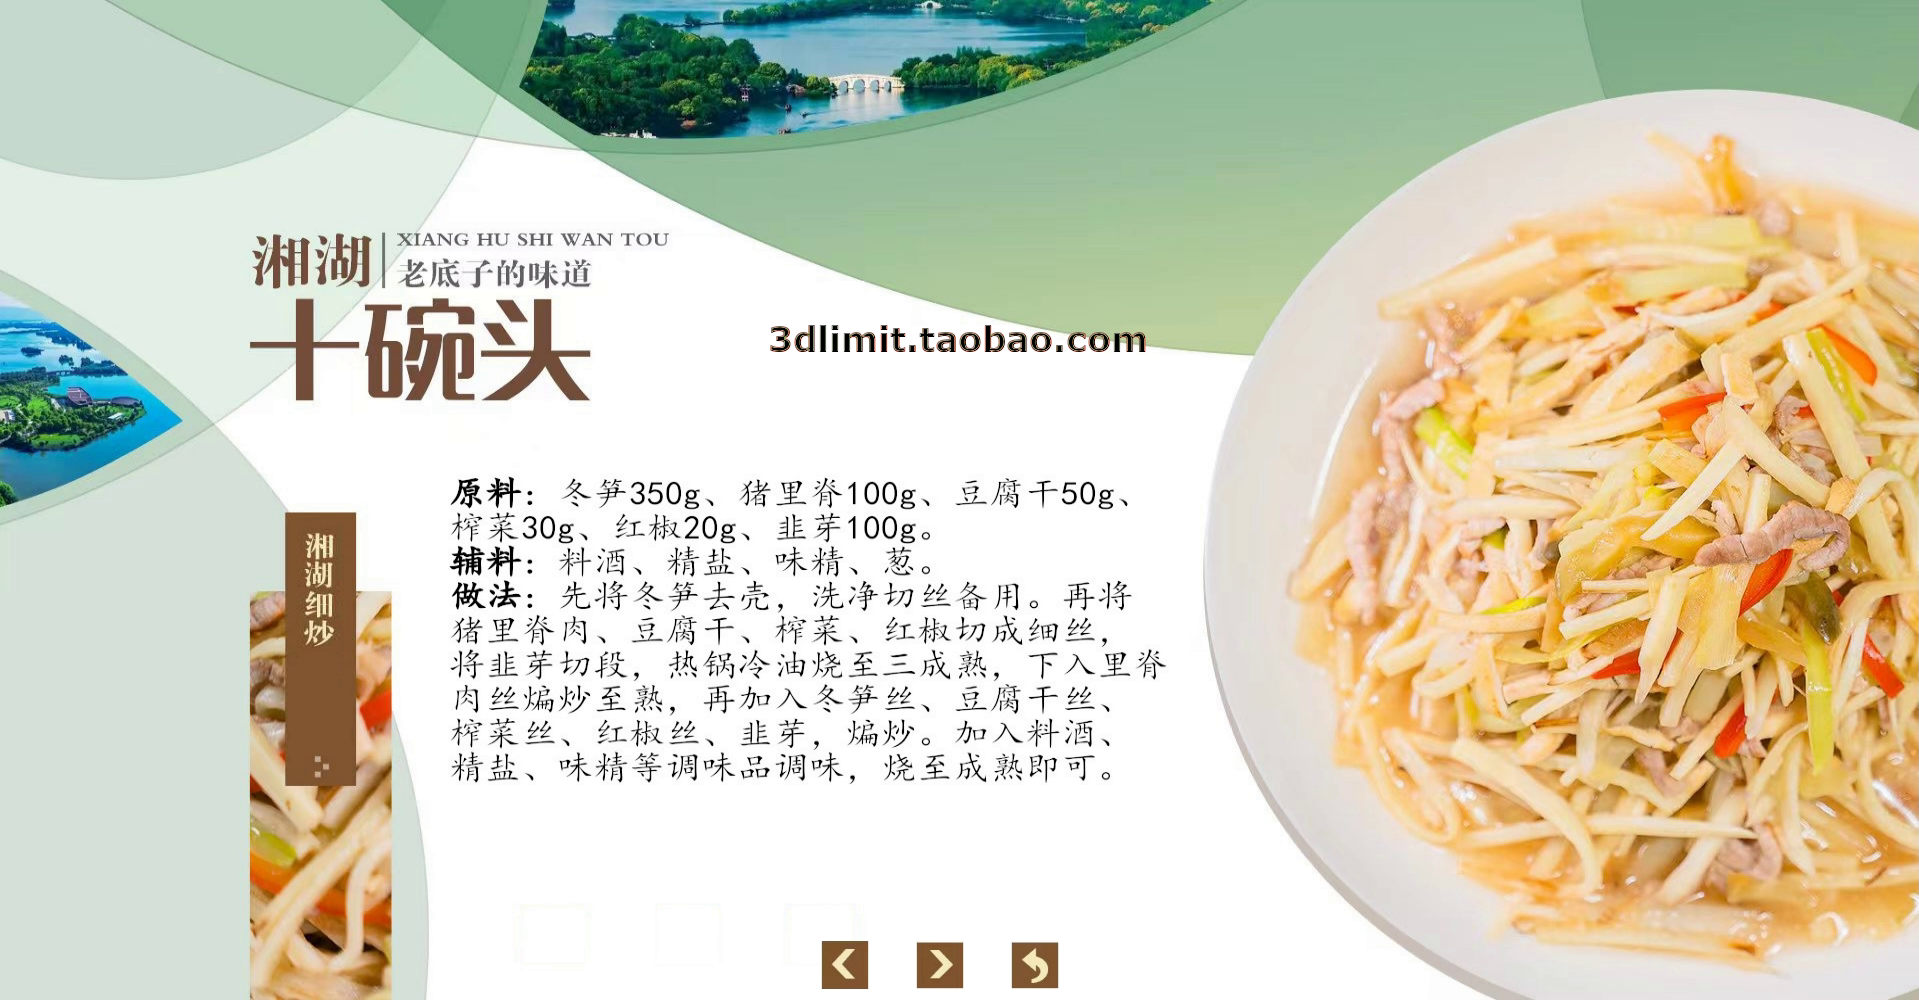 湘湖
XIANG HU SHI WAN TOU
老底子的味道
十碗头
3dlimit.taobao.com
原料：冬笋350g、猪里脊100g、豆腐干50g、
榨菜30g、红椒20g、韭芽100g。
辅料：料酒、精盐、味精、葱。
做法：先将冬笋去壳，洗净切丝备用。再将
猪里脊肉、豆腐干、榨菜、红椒切成细丝，
将韭芽切段，热锅冷油烧至三成熟，下入里脊
肉丝煸炒至熟，再加入冬笋丝、豆腐干丝、
榨菜丝、红椒丝、韭芽，煸炒。加入料酒、
精盐、味精等调味品调味，烧至成熟即可。
湘湖细炒